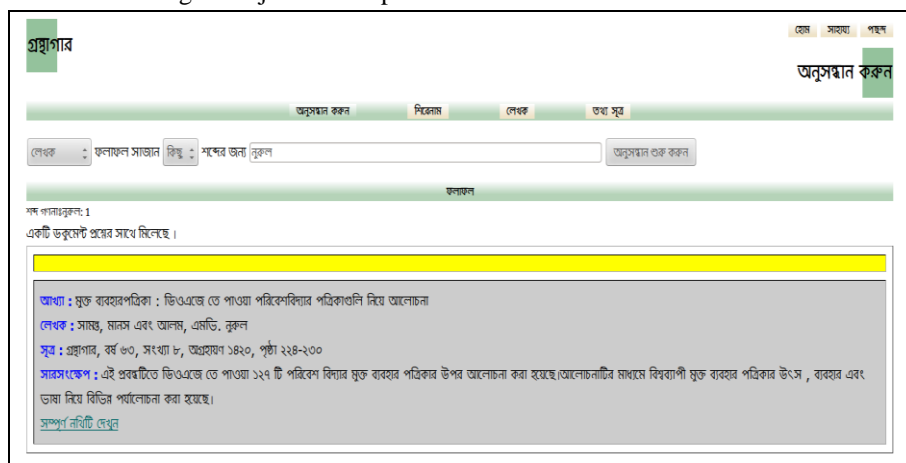 হোম সাহায্য পছন্দ
গ্রন্থাগার
অনুসন্ধান করুন
অনুসন্ধান করুন শিরেনাম লেখক তথ্য সূত্র
লেখক ফলাফল সাজান কিছু শব্দের জন্য নুরুল অনুসন্ধান শুরু করুন
ফলাফল
শব্দ গণনাঃনুরুল: 1
একটি ডকুমেন্ট প্রশ্নের সাথে মিলেছে ।
আখ্যা : মুক্ত ব্যবহারপত্রিকা : ডিওএজে তে পাওয়া পরিবেশবিদ্যার পত্রিকাগুলি নিয়ে আলোচনা
লেখক : সামন্ত, মানস এবং আলম, এমডি. নুরুল
সূত্র : গ্রন্থাগার, বর্ষ ৬৩, সংখ্যা ৮, অগ্রহায়ণ ১৪২০, পৃষ্ঠা ২২৪-২৩০
সারসংক্ষেপ : এই প্রবন্ধটিতে ডিওএজে তে পাওয়া ১২৭ টি পরিবেশ বিদ্যার মুক্ত ব্যবহার পত্রিকার উপর আলোচনা করা হয়েছে।আলোচনাটির মাধ্যমে বিশ্বব্যাপী মুক্ত ব্যবহার পত্রিকার উৎস , ব্যবহার এবং
ভাষা নিয়ে বিভিন্ন পর্যালোচনা করা হয়েছে।
সম্পূর্ণ নথিটি দেখুন